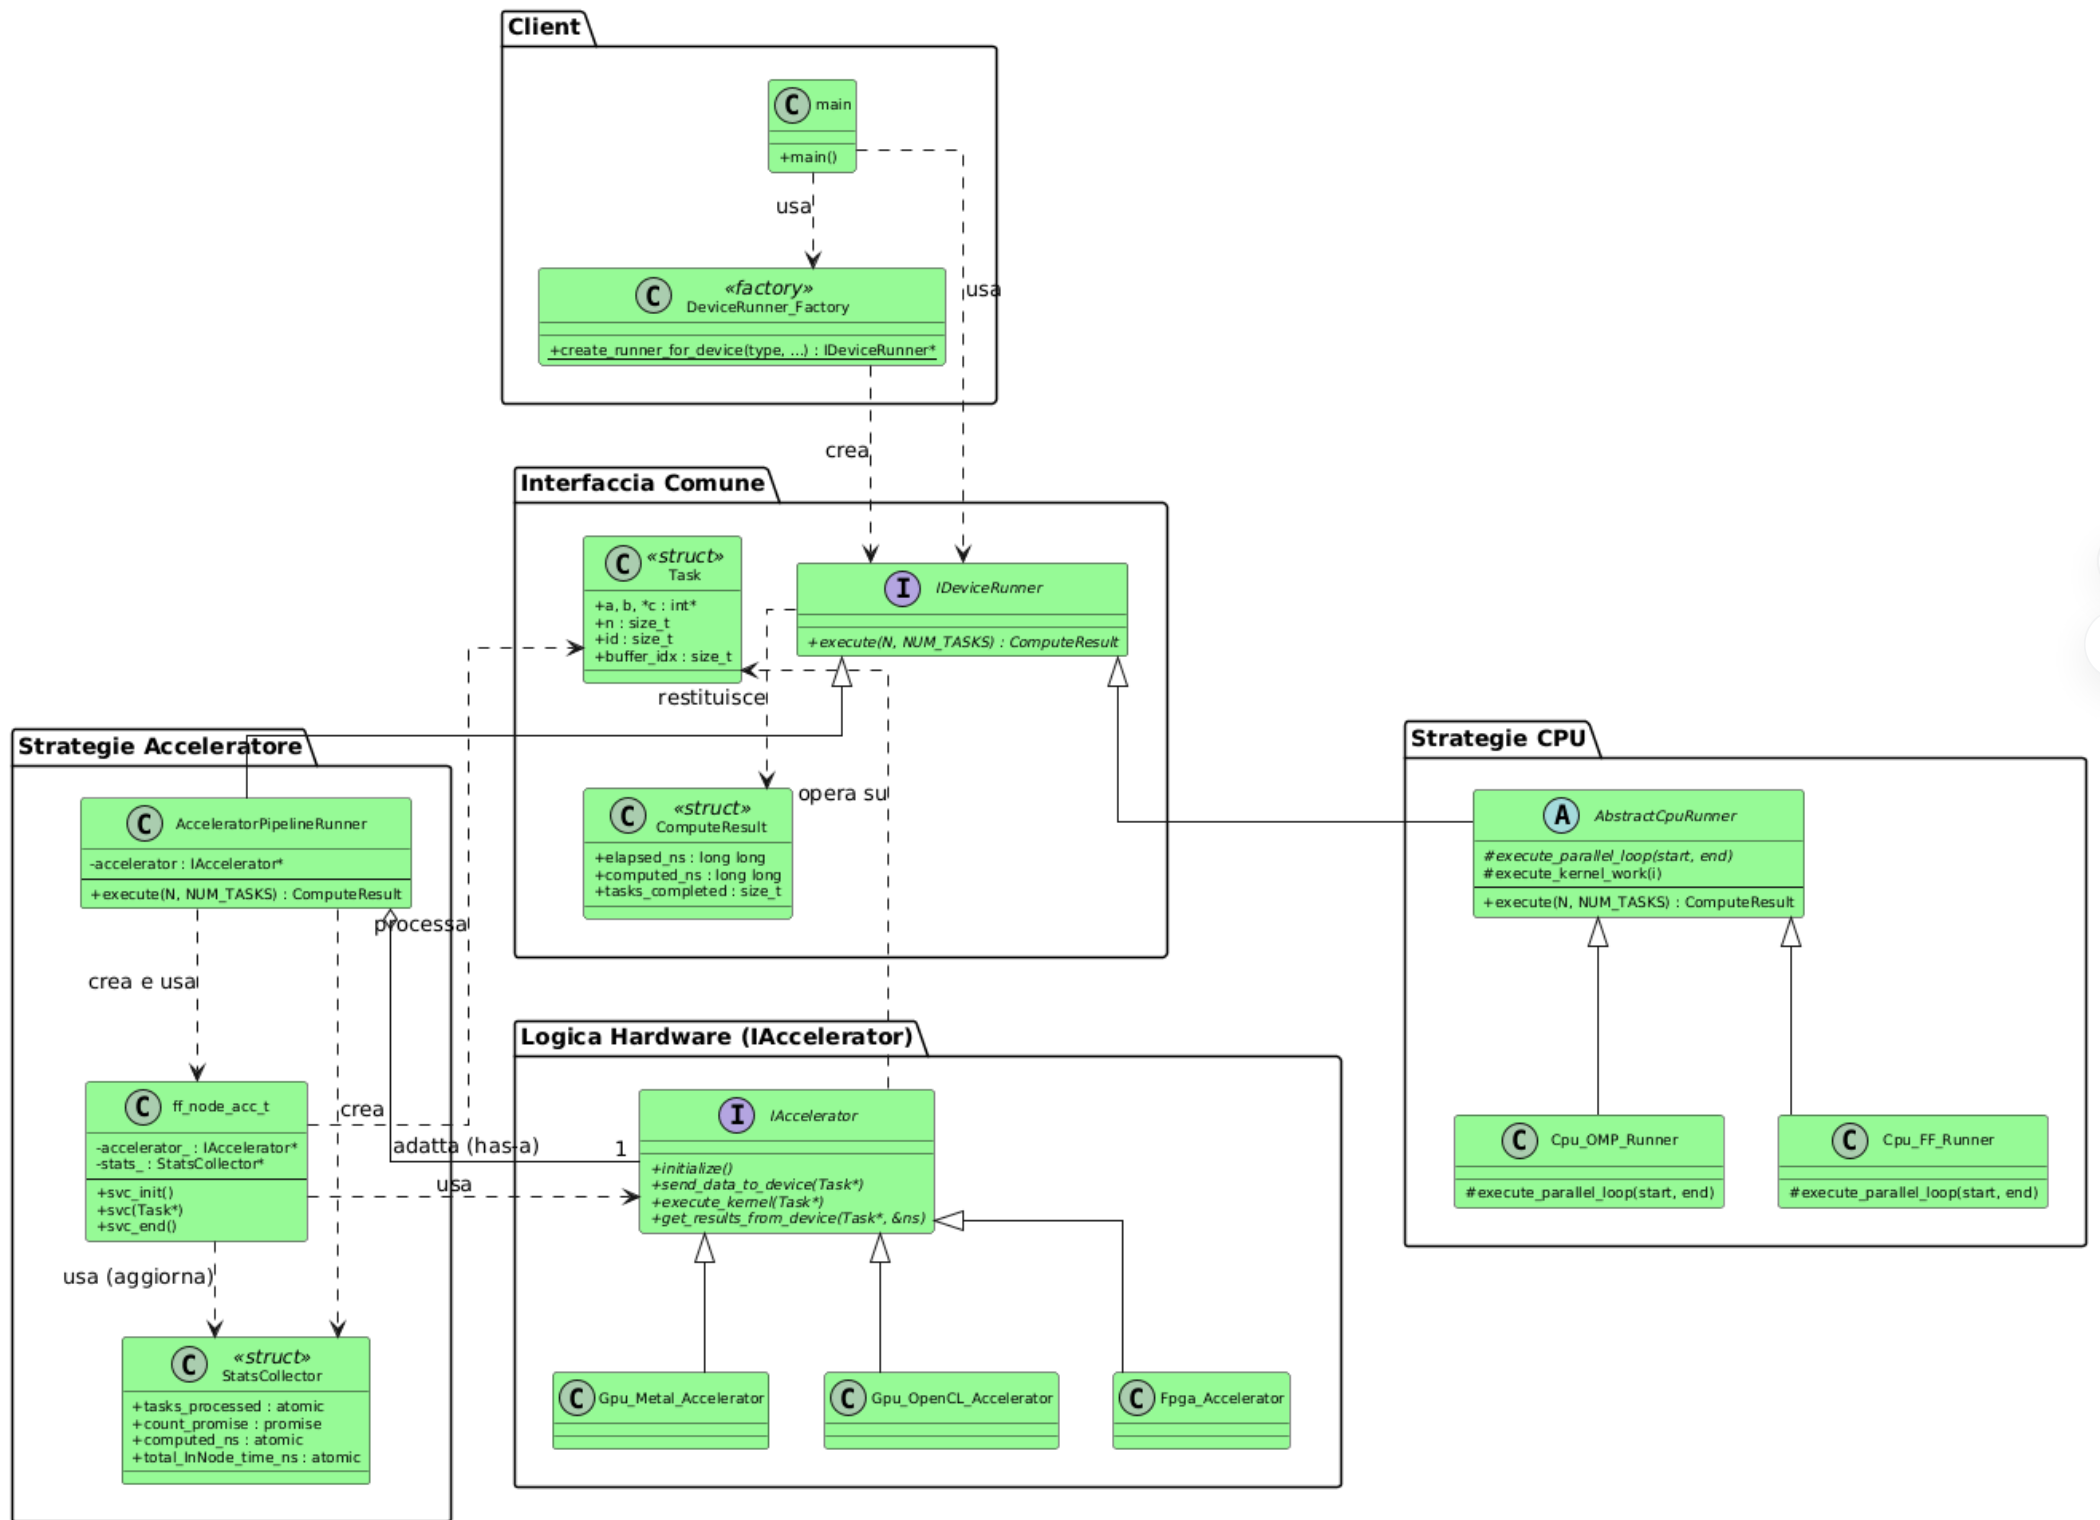 Client
C main
+main()
usa
usa
C «factory»
DeviceRunner_Factory
+create_runner_for_device(type, ...) : IDeviceRunner*
crea
Interfaccia Comune
C «struct»
Task
+a, b, *c : int*
+n : size_t
+id : size_t
+buffer_idx : size_t
I IDeviceRunner
+execute(N, NUM_TASKS) : ComputeResult
restituisce
opera su
C «struct»
ComputeResult
+elapsed_ns : long long
+computed_ns : long long
+tasks_completed : size_t
Strategie Acceleratore
C AcceleratorPipelineRunner
-accelerator : IAccelerator*
+execute(N, NUM_TASKS) : ComputeResult
processa
crea e usa
crea
C ff_node_acc_t
-accelerator_ : IAccelerator*
-stats_ : StatsCollector*
+svc_init()
+svc(Task*)
+svc_end()
adatta (has-a)
1
usa
usa (aggiorna)
C «struct»
StatsCollector
+tasks_processed : atomic
+count_promise : promise
+computed_ns : atomic
+total_InNode_time_ns : atomic
Logica Hardware (IAccelerator)
I IAccelerator
+initialize()
+send_data_to_device(Task*)
+execute_kernel(Task*)
+get_results_from_device(Task*, &ns)
C Gpu_Metal_Accelerator
C Gpu_OpenCL_Accelerator
C Fpga_Accelerator
Strategie CPU
A AbstractCpuRunner
#execute_parallel_loop(start, end)
#execute_kernel_work(i)
+execute(N, NUM_TASKS) : ComputeResult
C Cpu_OMP_Runner
#execute_parallel_loop(start, end)
C Cpu_FF_Runner
#execute_parallel_loop(start, end)